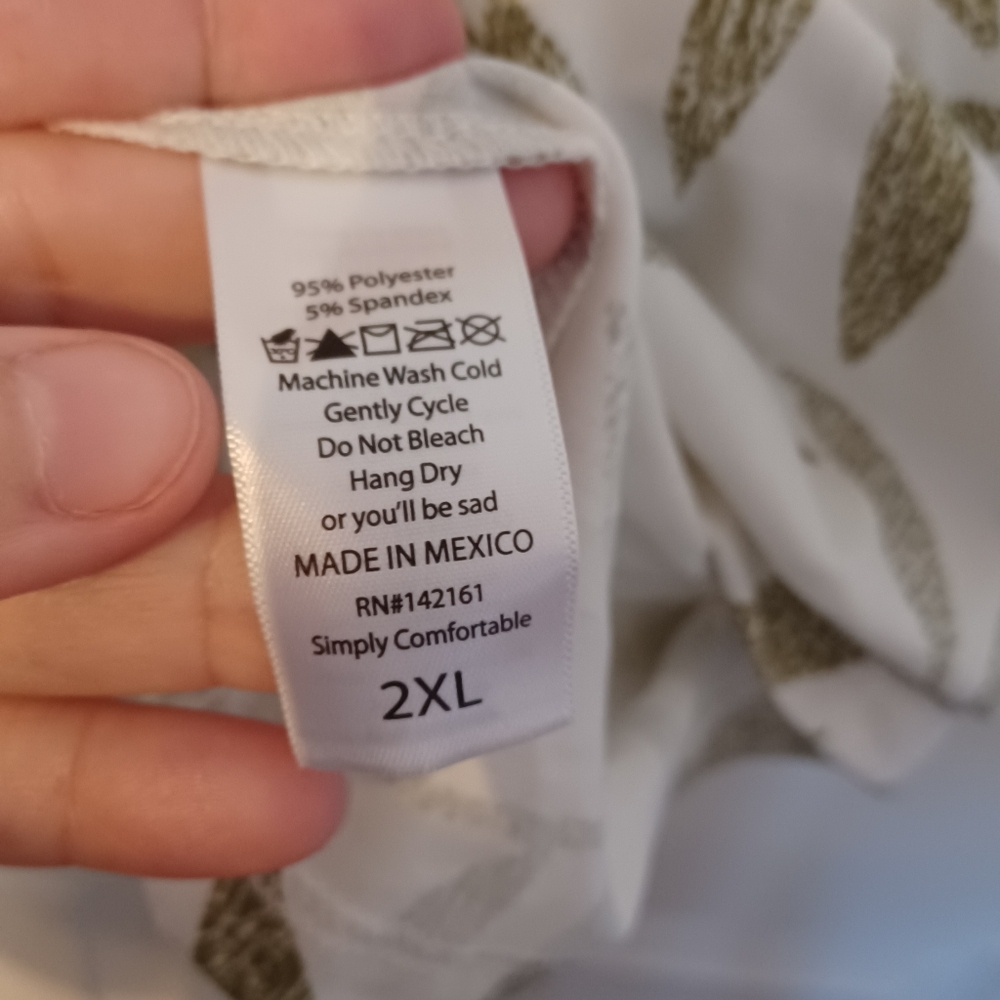 95% Polyester
5% Spandex
Machine Wash Cold
Gently Cycle
Do Not Bleach
Hang Dry
or you'll be sad
MADE IN MEXICO
RN#142161
Simply Comfortable
2XL